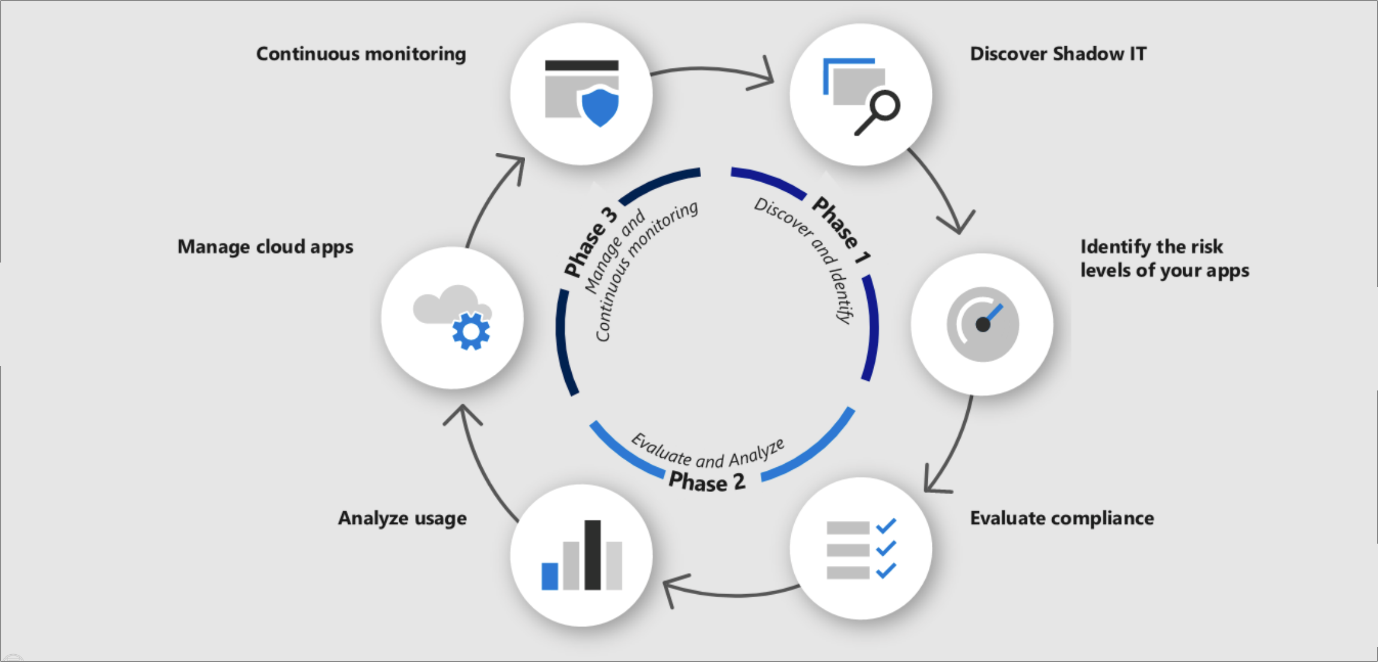 Continuous monitoring
Discover Shadow IT
Phase 3
Manage and
Continuous monitoring
Phase 1
Discover and Identify
Manage cloud apps
Identify the risk
levels of your apps
Evaluate and Analyze
Phase 2
Analyze usage
Evaluate compliance